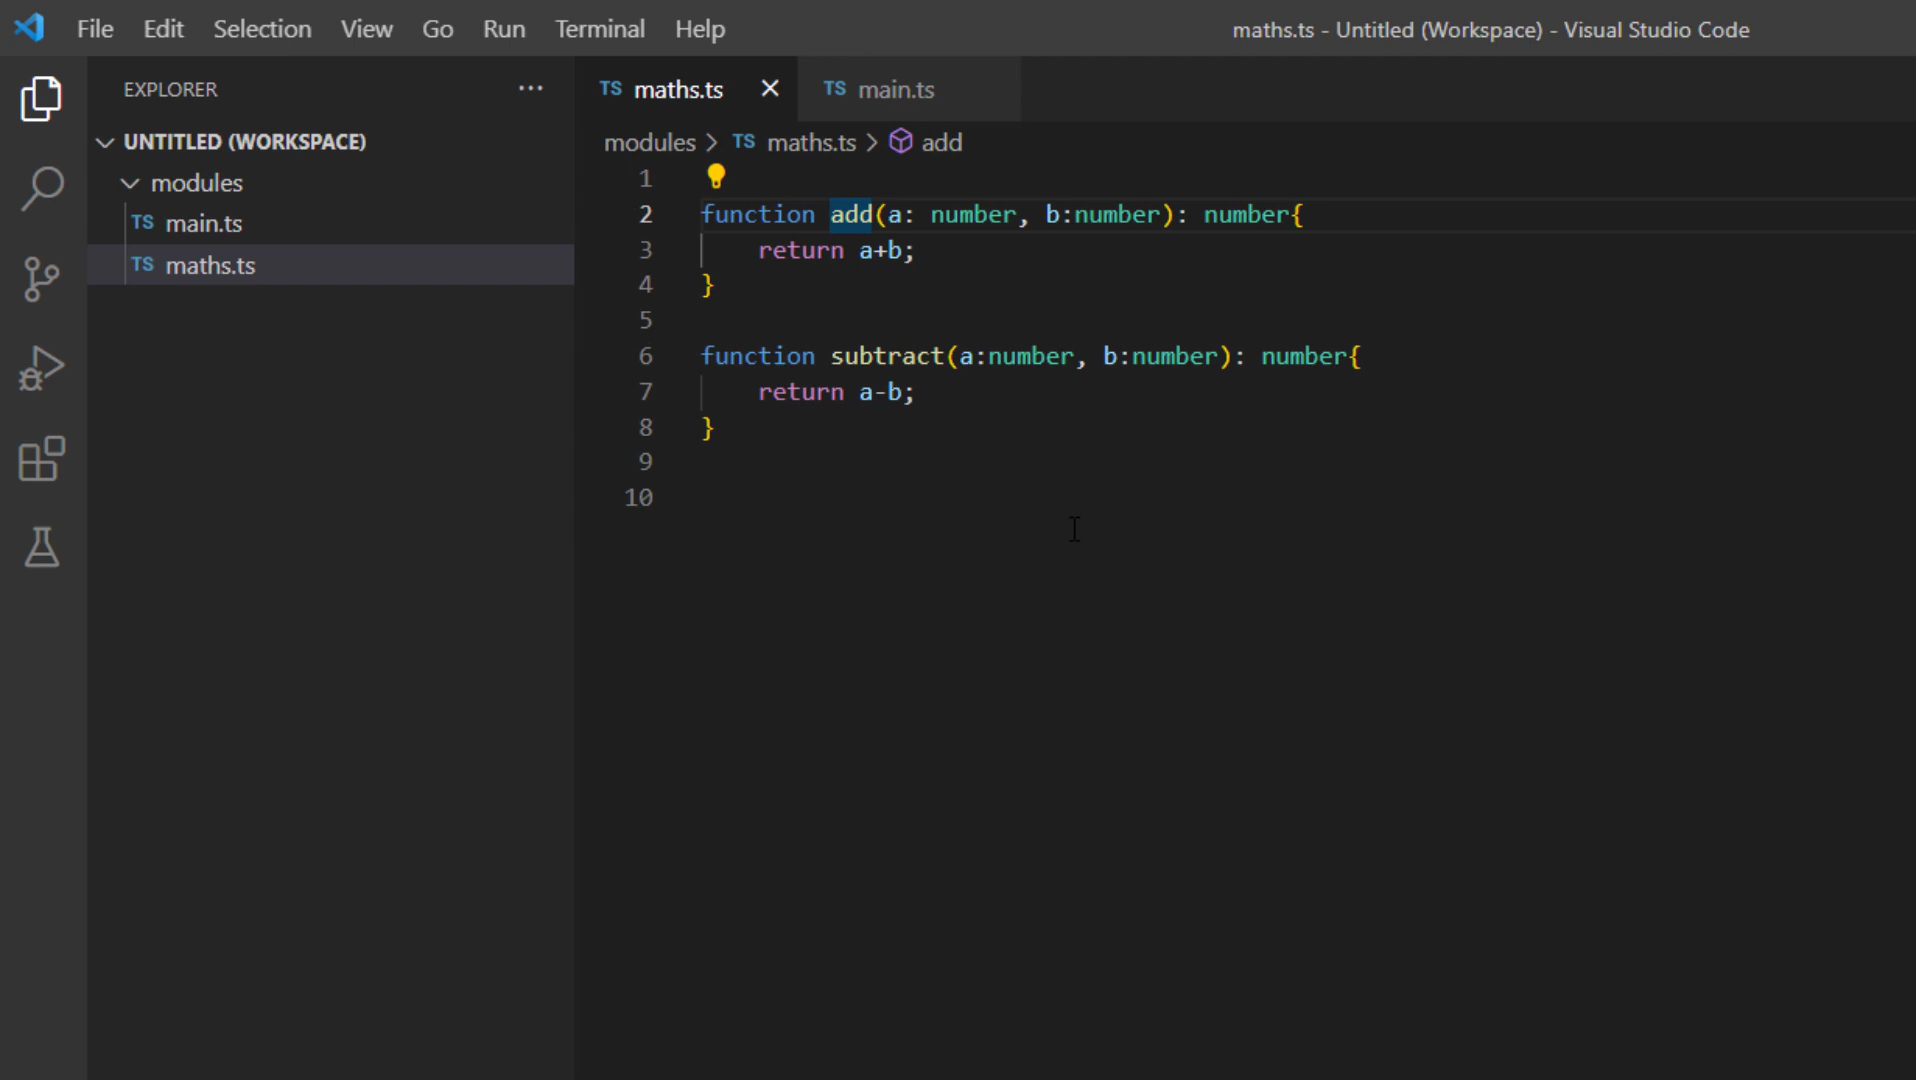 File Edit Selection View Go Run Terminal Help
maths.ts - Untitled (Workspace) - Visual Studio Code
EXPLORER ...
UNTITLED (WORKSPACE)
modules
TS main.ts
TS maths.ts
TS maths.ts TS main.ts
modules > TS maths.ts > add
1
2 function add(a: number, b:number): number{
3     return a+b;
4 }
5
6 function subtract(a:number, b:number): number{
7     return a-b;
8 }
9
10